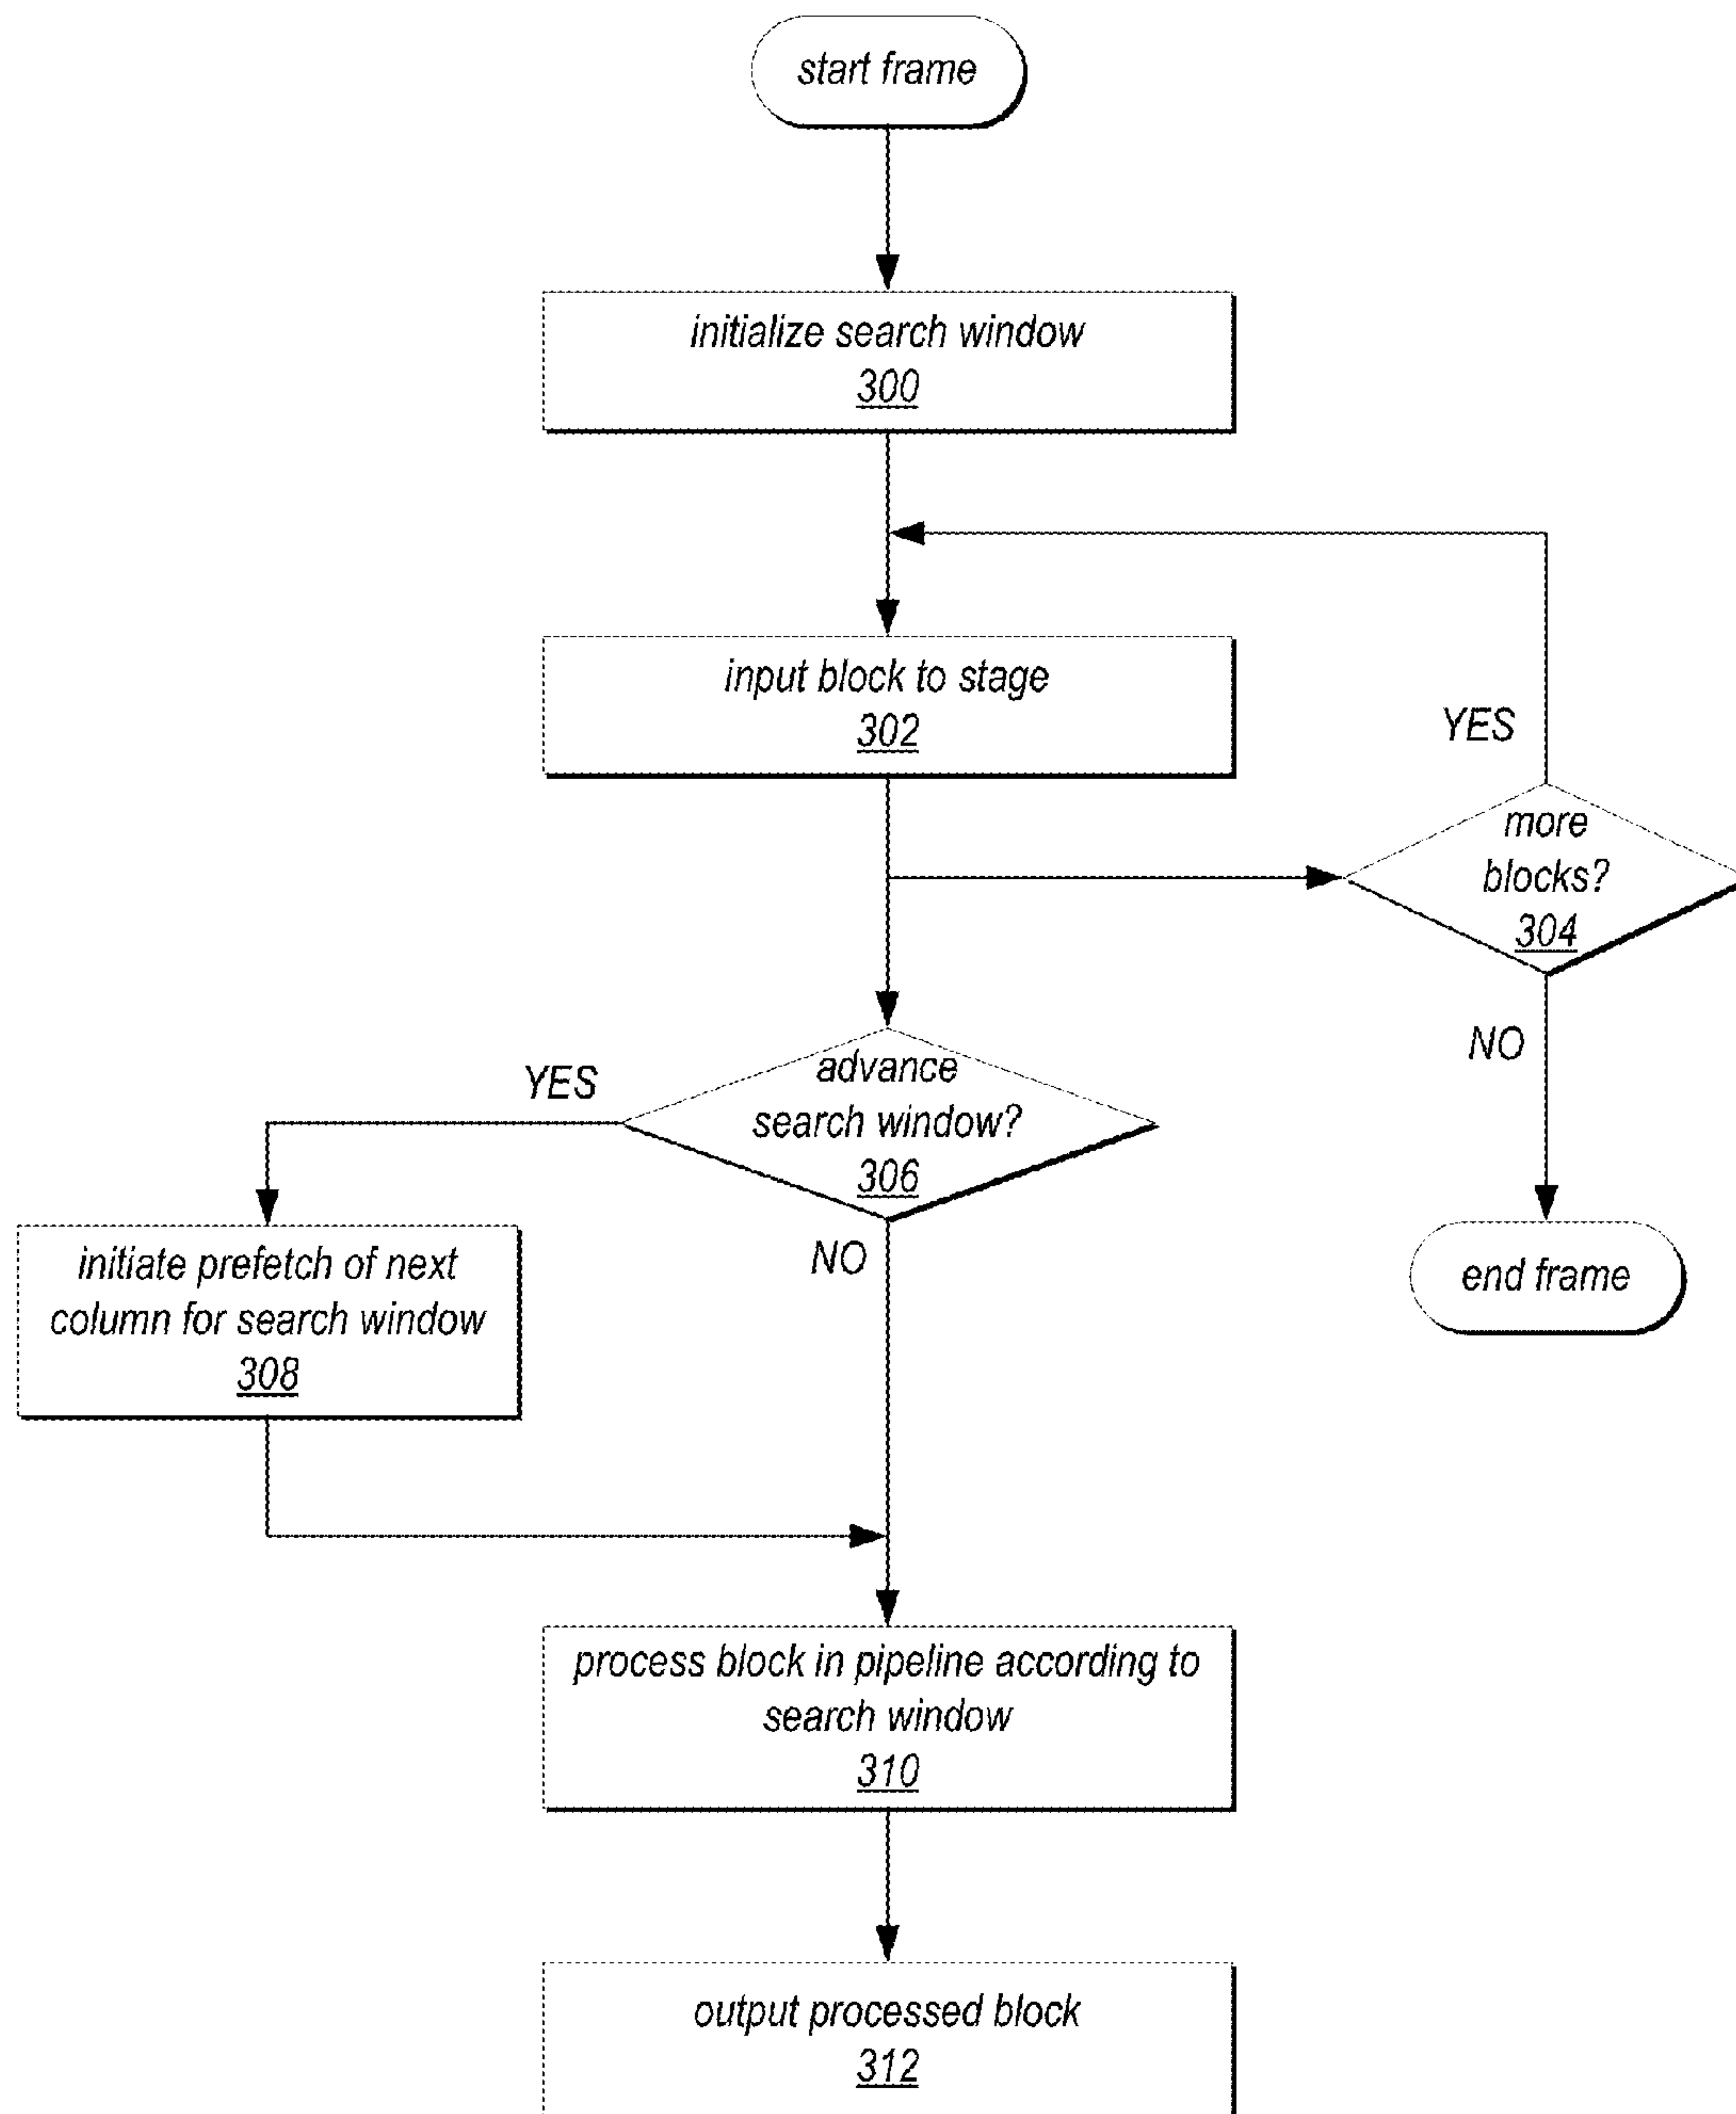 start frame
initialize search window
300
input block to stage
302
YES
more
blocks?
304
NO
advance
search window?
306
YES
NO
initiate prefetch of next
column for search window
308
end frame
process block in pipeline according to
search window
310
output processed block
312